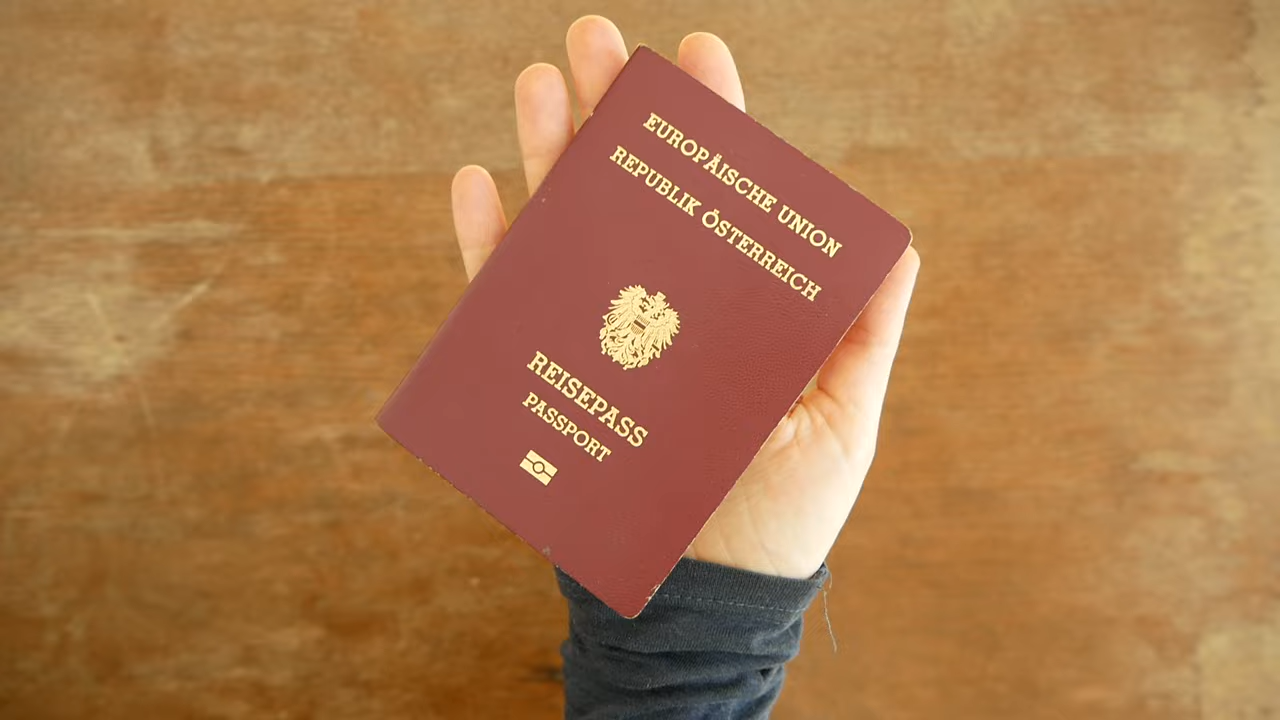 EUROPÄISCHE UNION
REPUBLIK ÖSTERREICH
REISEPASS
PASSPORT